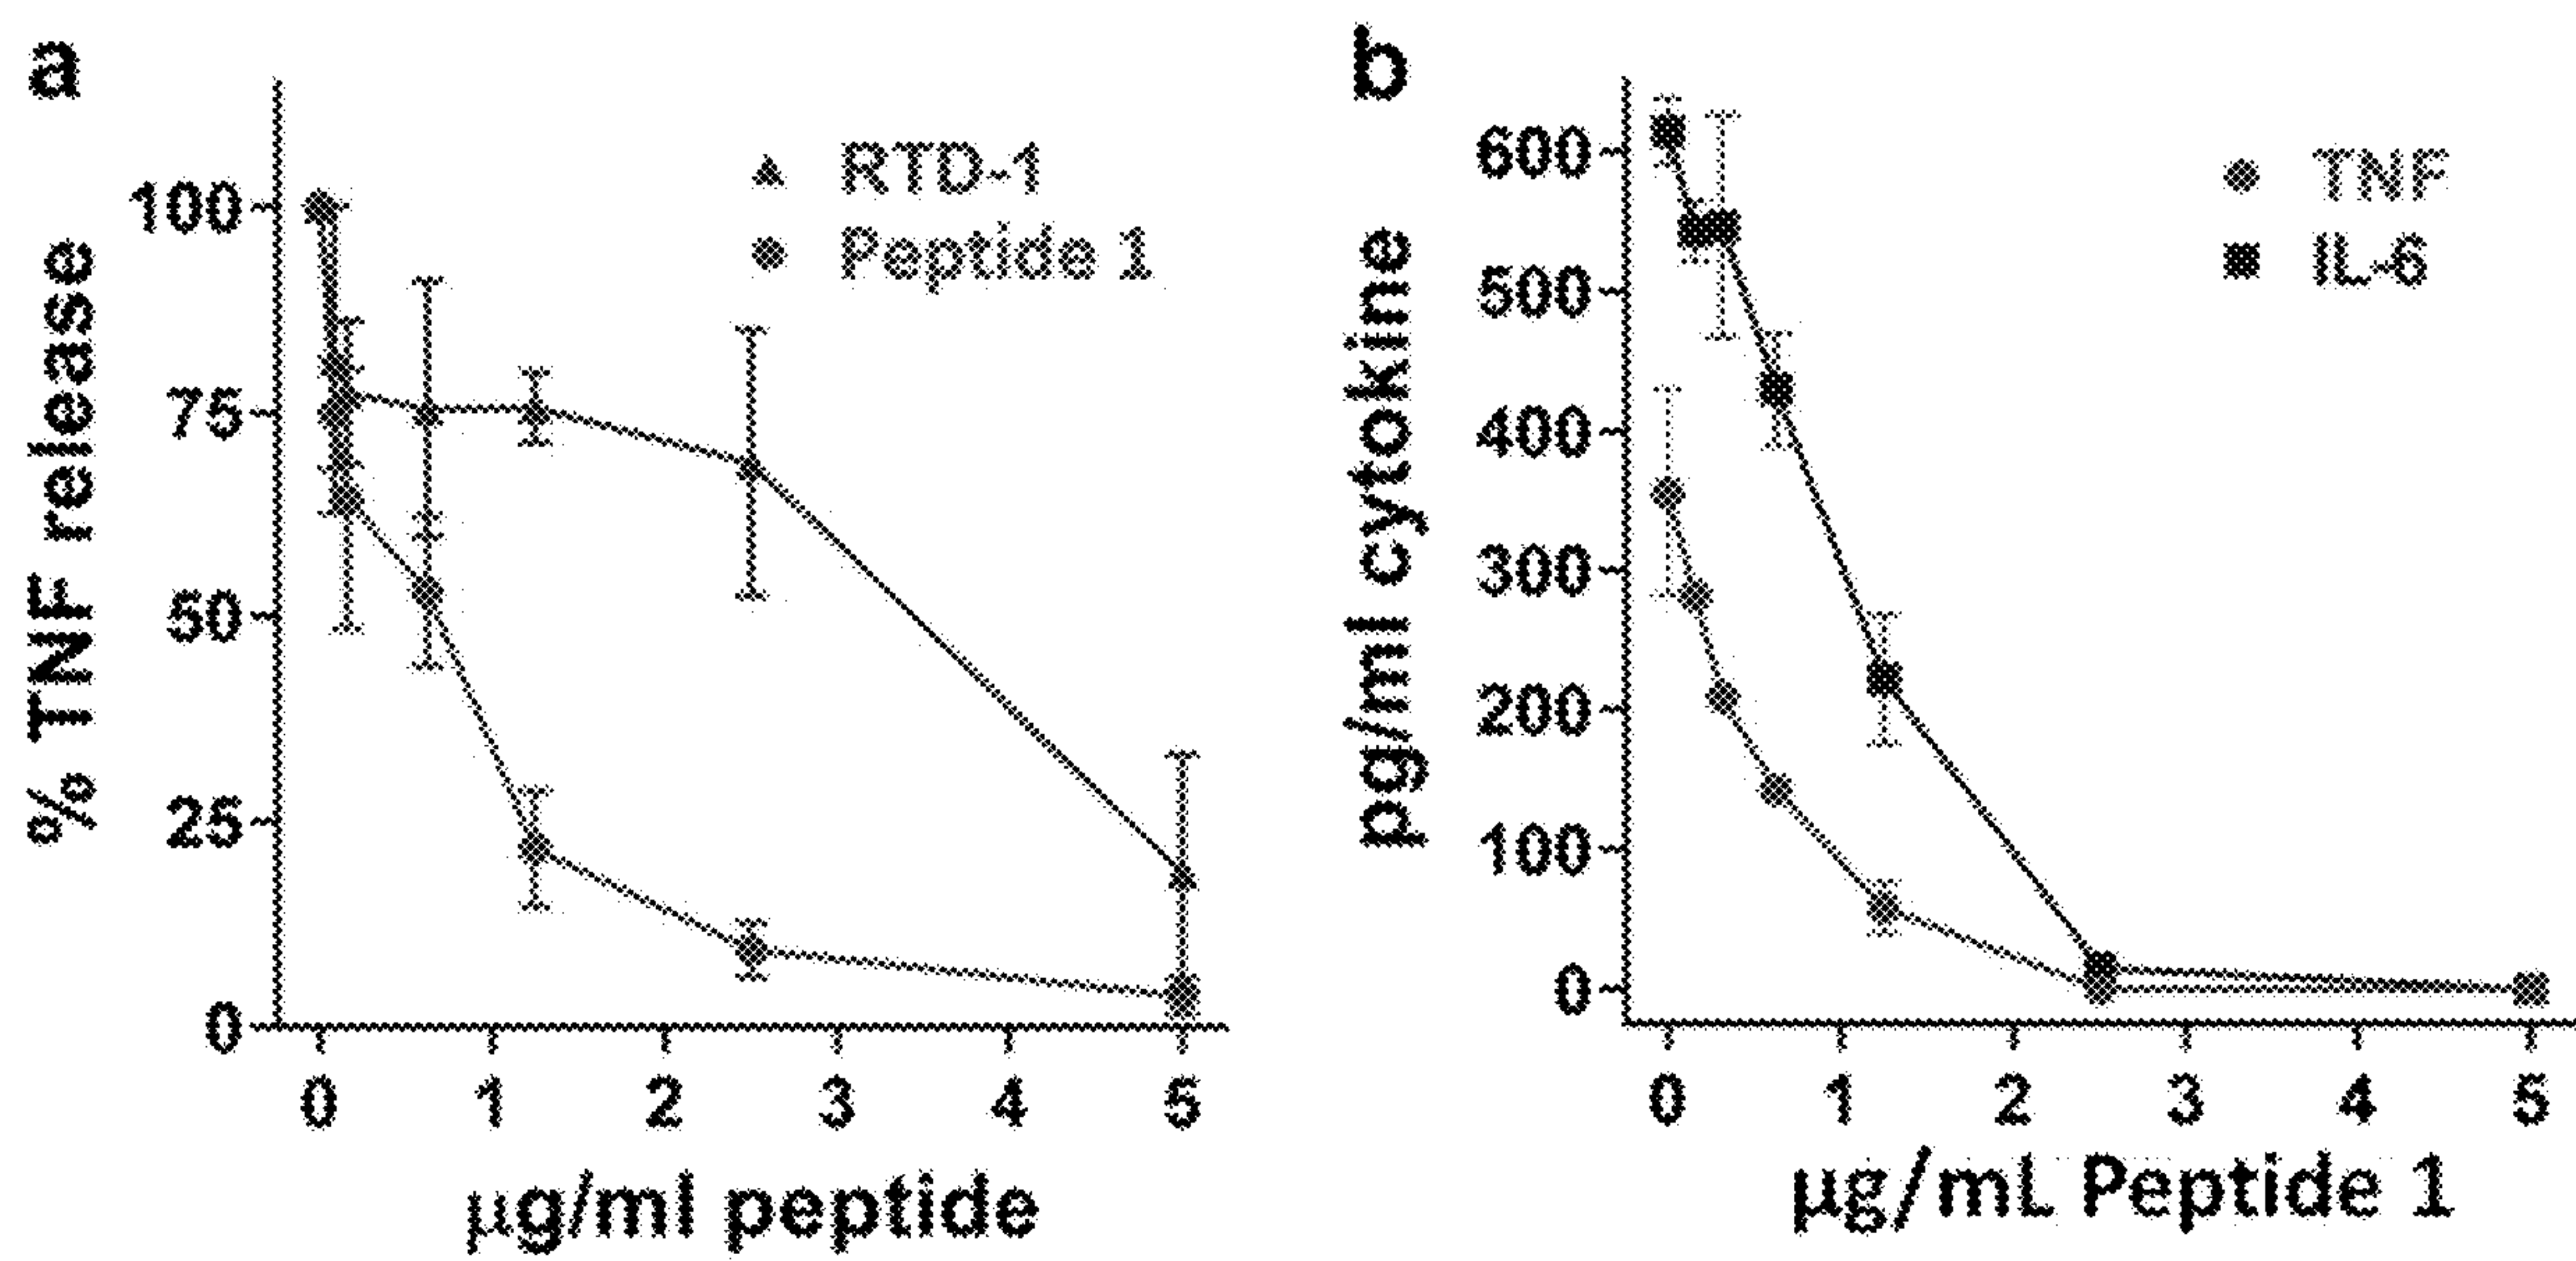 a
% TNF release
100
75
50
25
0
RTD-1
Peptide 1
0 1 2 3 4 5
µg/ml peptide
b
pg/ml cytokine
600
500
400
300
200
100
0
TNF
IL-6
0 1 2 3 4 5
µg/mL Peptide 1